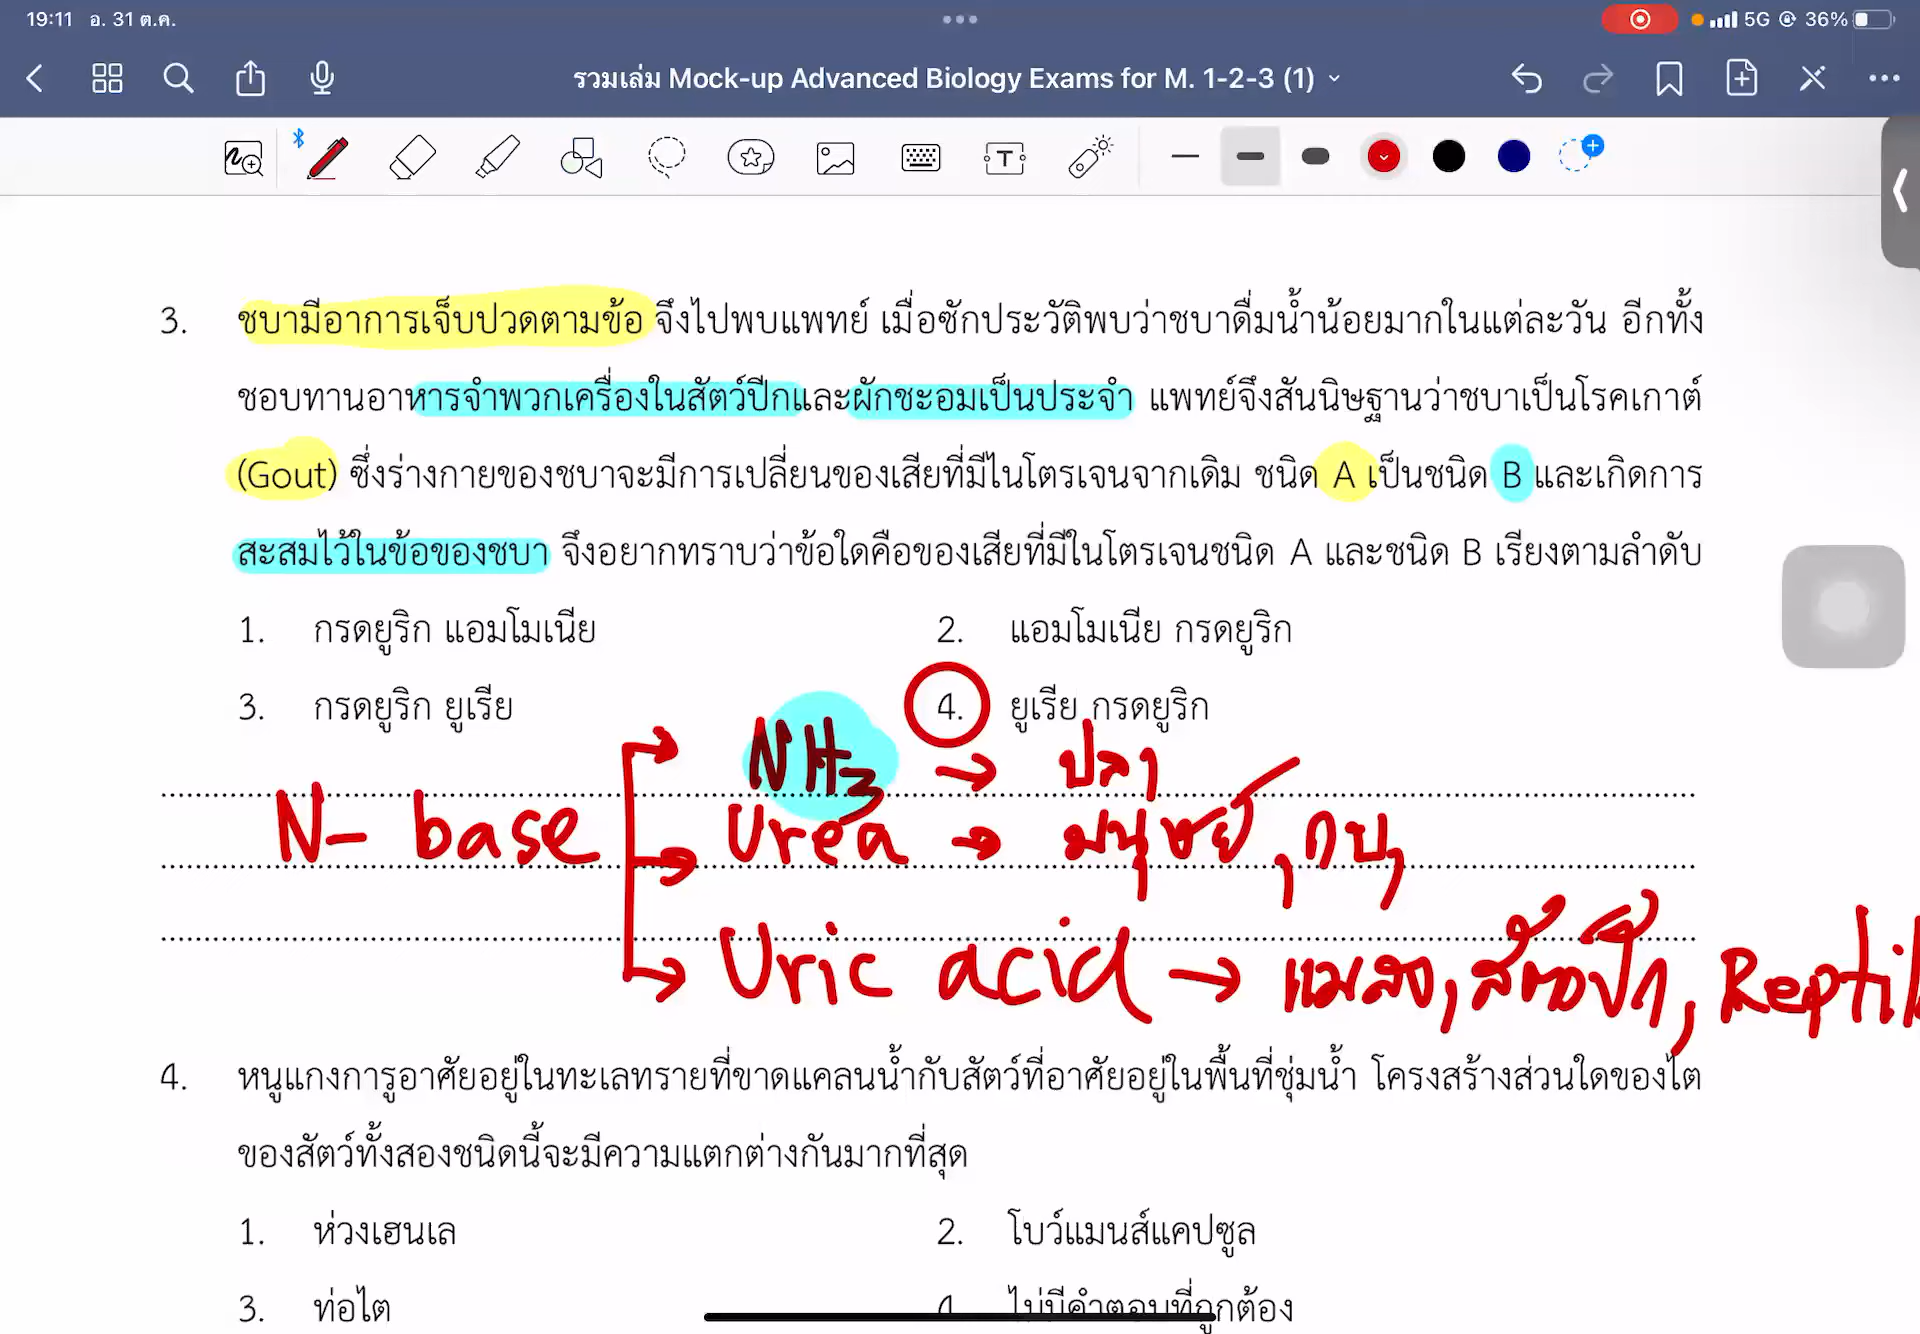 19:11 อ. 31 ต.ค.
5G 36%
รวมเล่ม Mock-up Advanced Biology Exams for M. 1-2-3 (1)
3. ชบามีอาการเจ็บปวดตามข้อ จึงไปพบแพทย์ เมื่อซักประวัติพบว่าชบาดื่มน้ำน้อยมากในแต่ละวัน อีกทั้ง
ชอบทานอาหารจำพวกเครื่องในสัตว์ปีกและผักชะอมเป็นประจำ แพทย์จึงสันนิษฐานว่าชบาเป็นโรคเกาต์
(Gout) ซึ่งร่างกายของชบาจะมีการเปลี่ยนของเสียที่มีไนโตรเจนจากเดิม ชนิด A เป็นชนิด B และเกิดการ
สะสมไว้ในข้อของชบา จึงอยากทราบว่าข้อใดคือของเสียที่มีไนโตรเจนชนิด A และชนิด B เรียงตามลำดับ
1. กรดยูริก แอมโมเนีย 2. แอมโมเนีย กรดยูริก
3. กรดยูริก ยูเรีย 4. ยูเรีย กรดยูริก
NH3 → ปลา
N- base Urea → มนุษย์, กบ,
Uric acid → แมลง, สัตว์ปีก, Reptil
4. หนูแกงการูอาศัยอยู่ในทะเลทรายที่ขาดแคลนน้ำกับสัตว์ที่อาศัยอยู่ในพื้นที่ชุ่มน้ำ โครงสร้างส่วนใดของไต
ของสัตว์ทั้งสองชนิดนี้จะมีความแตกต่างกันมากที่สุด
1. ห่วงเฮนเล 2. โบว์แมนส์แคปซูล
3. ท่อไต 4. ไม่มีคำตอบที่ถูกต้อง